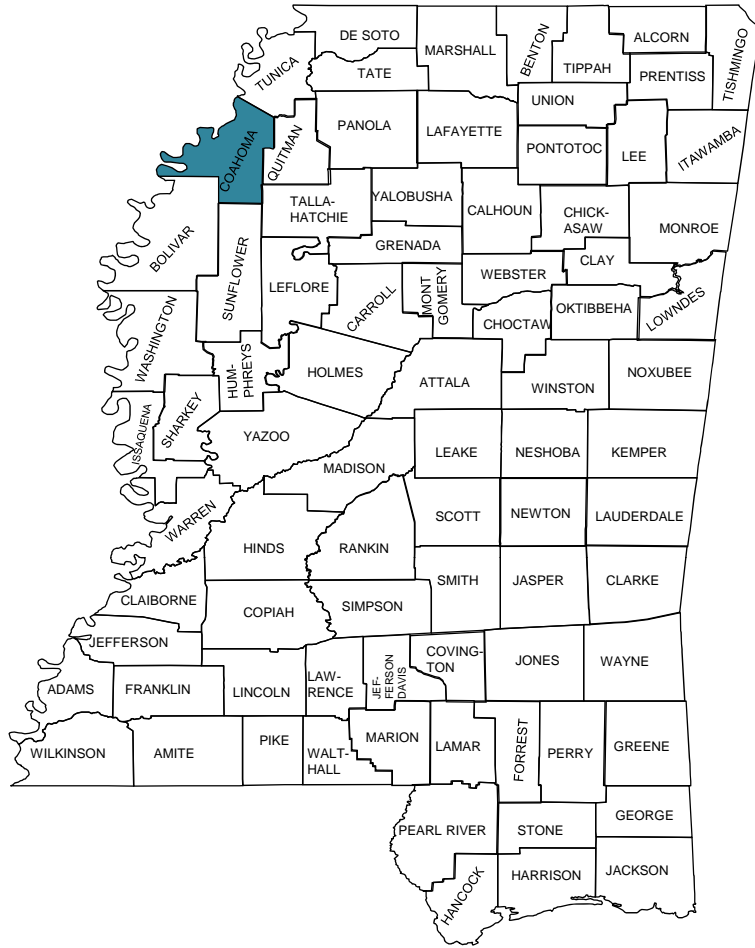 DE SOTO
ALCORN
MARSHALL
BENTON
TIPPAH
TISHMINGO
TUNICA
TATE
PRENTISS
UNION
PANOLA
LAFAYETTE
COAHOMA
QUITMAN
PONTOTOC
LEE
ITAWAMBA
TALLA-
HATCHIE
YALOBUSHA
CALHOUN
CHICK-
ASAW
MONROE
BOLIVAR
SUNFLOWER
GRENADA
CLAY
WEBSTER
LEFLORE
CARROLL
MONT
GOMERY
OKTIBBEHA
LOWNDES
CHOCTAW
WASHINGTON
HUM-
PHREYS
HOLMES
ATTALA
WINSTON
NOXUBEE
ISSAQUENA
SHARKEY
YAZOO
LEAKE
NESHOBA
KEMPER
MADISON
WARREN
SCOTT
NEWTON
LAUDERDALE
HINDS
RANKIN
SMITH
JASPER
CLARKE
CLAIBORNE
COPIAH
SIMPSON
JEFFERSON
COVING-
TON
JONES
WAYNE
ADAMS
FRANKLIN
LINCOLN
LAW-
RENCE
JEF-
FERSON
DAVIS
WILKINSON
AMITE
PIKE
WALT-
HALL
MARION
LAMAR
FORREST
PERRY
GREENE
PEARL RIVER
STONE
GEORGE
HANCOCK
HARRISON
JACKSON